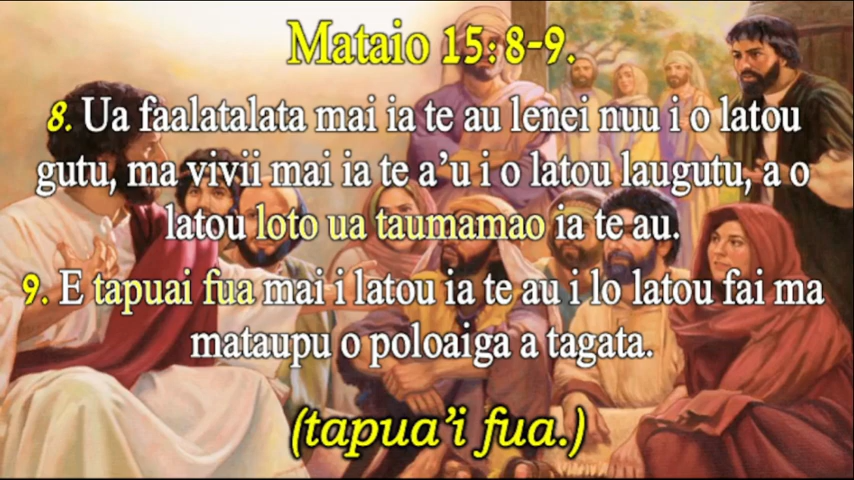 Mataio 15:8-9.
8. Ua faalatalata mai ia te au lenei nuu i o latou
gutu, ma vivii mai ia te a’u i o latou laugutu, a o
latou loto ua taumamao ia te au.
9. E tapuai fua mai i latou ia te au i lo latou fai ma
mataupu o poloaiga a tagata.
(tapua’i fua.)